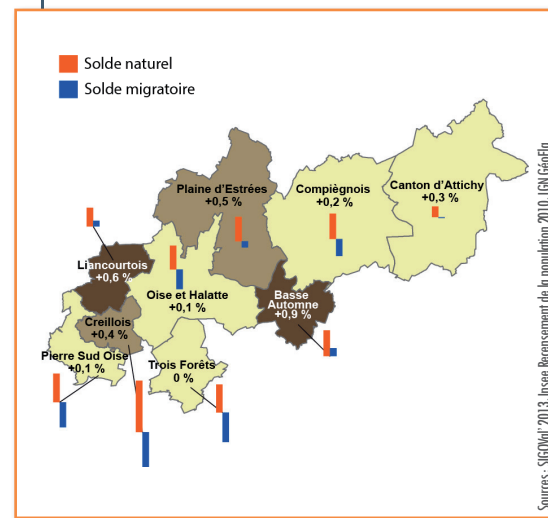 Solde naturel
Solde migratoire
Plaine d'Estrées
+0,5 %
Compiègnois
+0,2 %
Canton d'Attichy
+0,3 %
Liancourtois
+0,6 %
Oise et Halatte
+0,1 %
Basse
Automne
+0,9 %
Creillois
+0,4 %
Pierre Sud Oise
+0,1 %
Trois Forêts
0 %
Sources : SIGOVal' 2013, Insee Recensement de la population 2010, IGN GéoFla